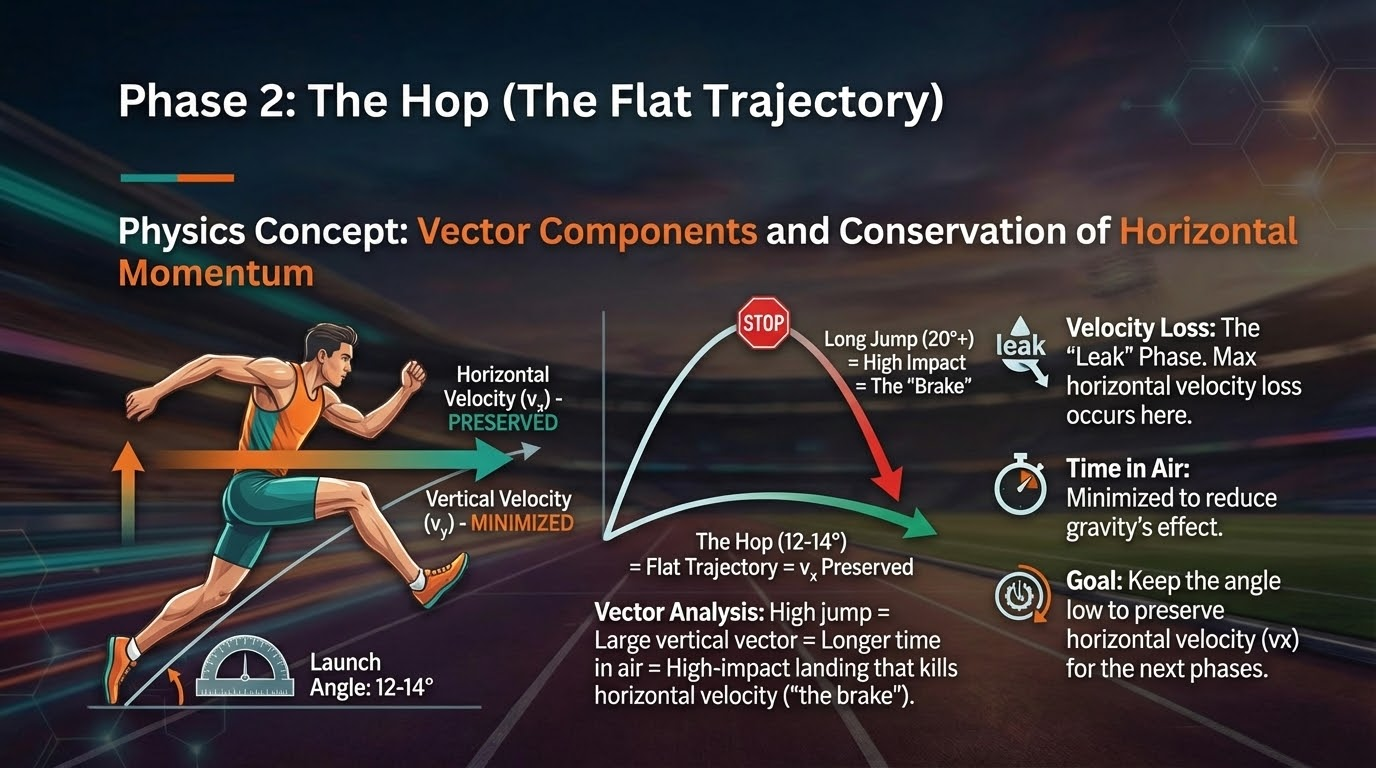 Phase 2: The Hop (The Flat Trajectory)
Physics Concept: Vector Components and Conservation of Horizontal
Momentum
Horizontal
Velocity (vₓ) -
PRESERVED
Vertical Velocity
(vᵧ) - MINIMIZED
Launch
Angle: 12-14°
STOP
Long Jump (20°+)
= High Impact
= The “Brake”
The Hop (12-14°)
= Flat Trajectory = vₓ Preserved
Vector Analysis: High jump =
Large vertical vector = Longer time
in air = High-impact landing that kills
horizontal velocity (“the brake”).
leak
Velocity Loss: The
“Leak” Phase. Max
horizontal velocity loss
occurs here.
Time in Air:
Minimized to reduce
gravity’s effect.
Goal: Keep the angle
low to preserve
horizontal velocity (vx)
for the next phases.